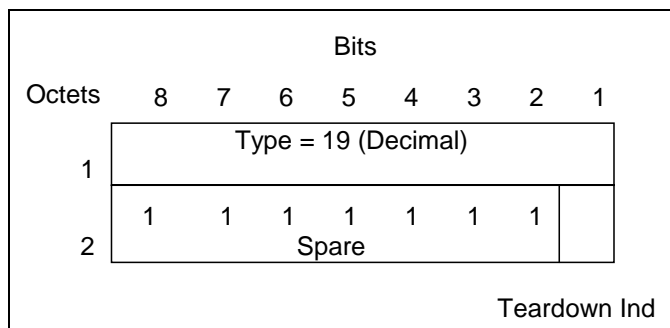 Bits
Octets 8 7 6 5 4 3 2 1
Type = 19 (Decimal)
1
1 1 1 1 1 1 1
2 Spare
Teardown Ind